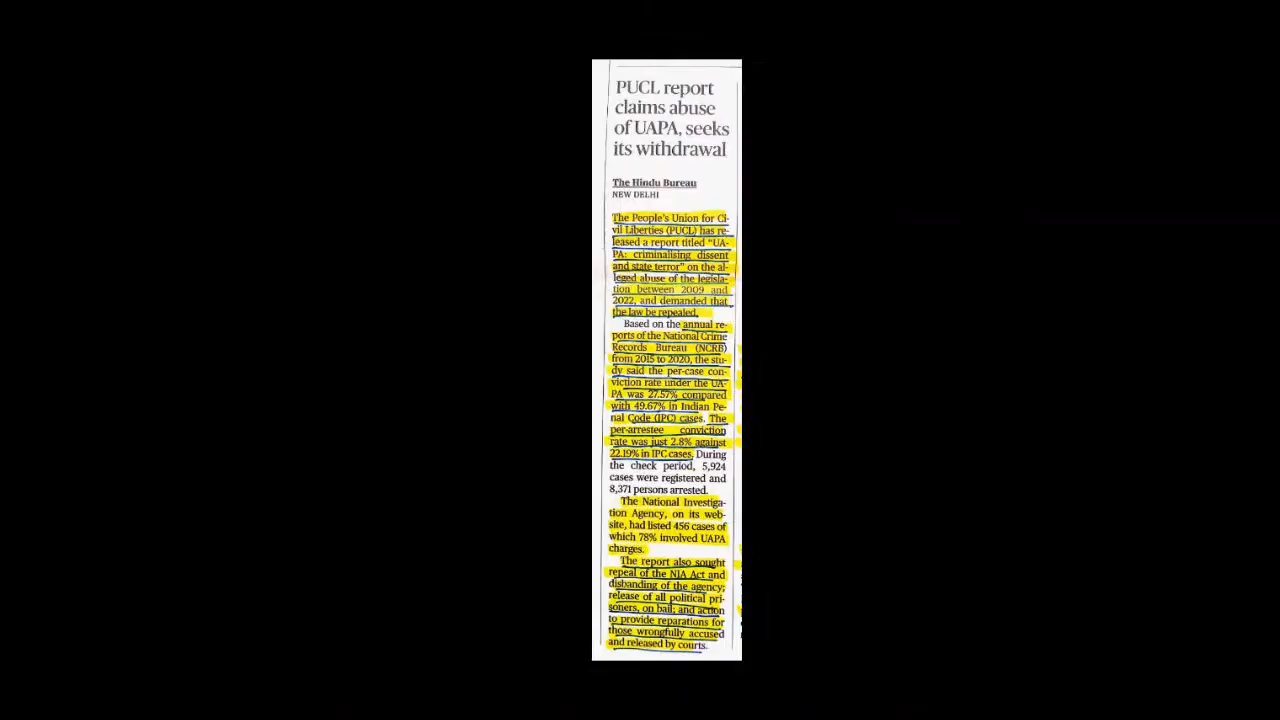 PUCL report
claims abuse
of UAPA, seeks
its withdrawal
The Hindu Bureau
NEW DELHI
The People's Union for Ci-
vil Liberties (PUCL) has re-
leased a report titled "UA-
PA: criminalising dissent
and state terror" on the al-
leged abuse of the legisla-
tion between 2009 and
2022, and demanded that
the law be repealed.
Based on the annual re-
ports of the National Crime
Records Bureau (NCRB)
from 2015 to 2020, the stu-
dy said the per-case con-
viction rate under the UA-
PA was 27.57% compared
with 49.67% in Indian Pe-
nal Code (IPC) cases. The
per-arrestee conviction
rate was just 2.8% against
22.19% in IPC cases. During
the check period, 5,924
cases were registered and
8,371 persons arrested.
The National Investiga-
tion Agency, on its web-
site, had listed 456 cases of
which 78% involved UAPA
charges.
The report also sought
repeal of the NIA Act and
disbanding of the agency;
release of all political pri-
soners, on bail; and action
to provide reparations for
those wrongfully accused
and released by courts.